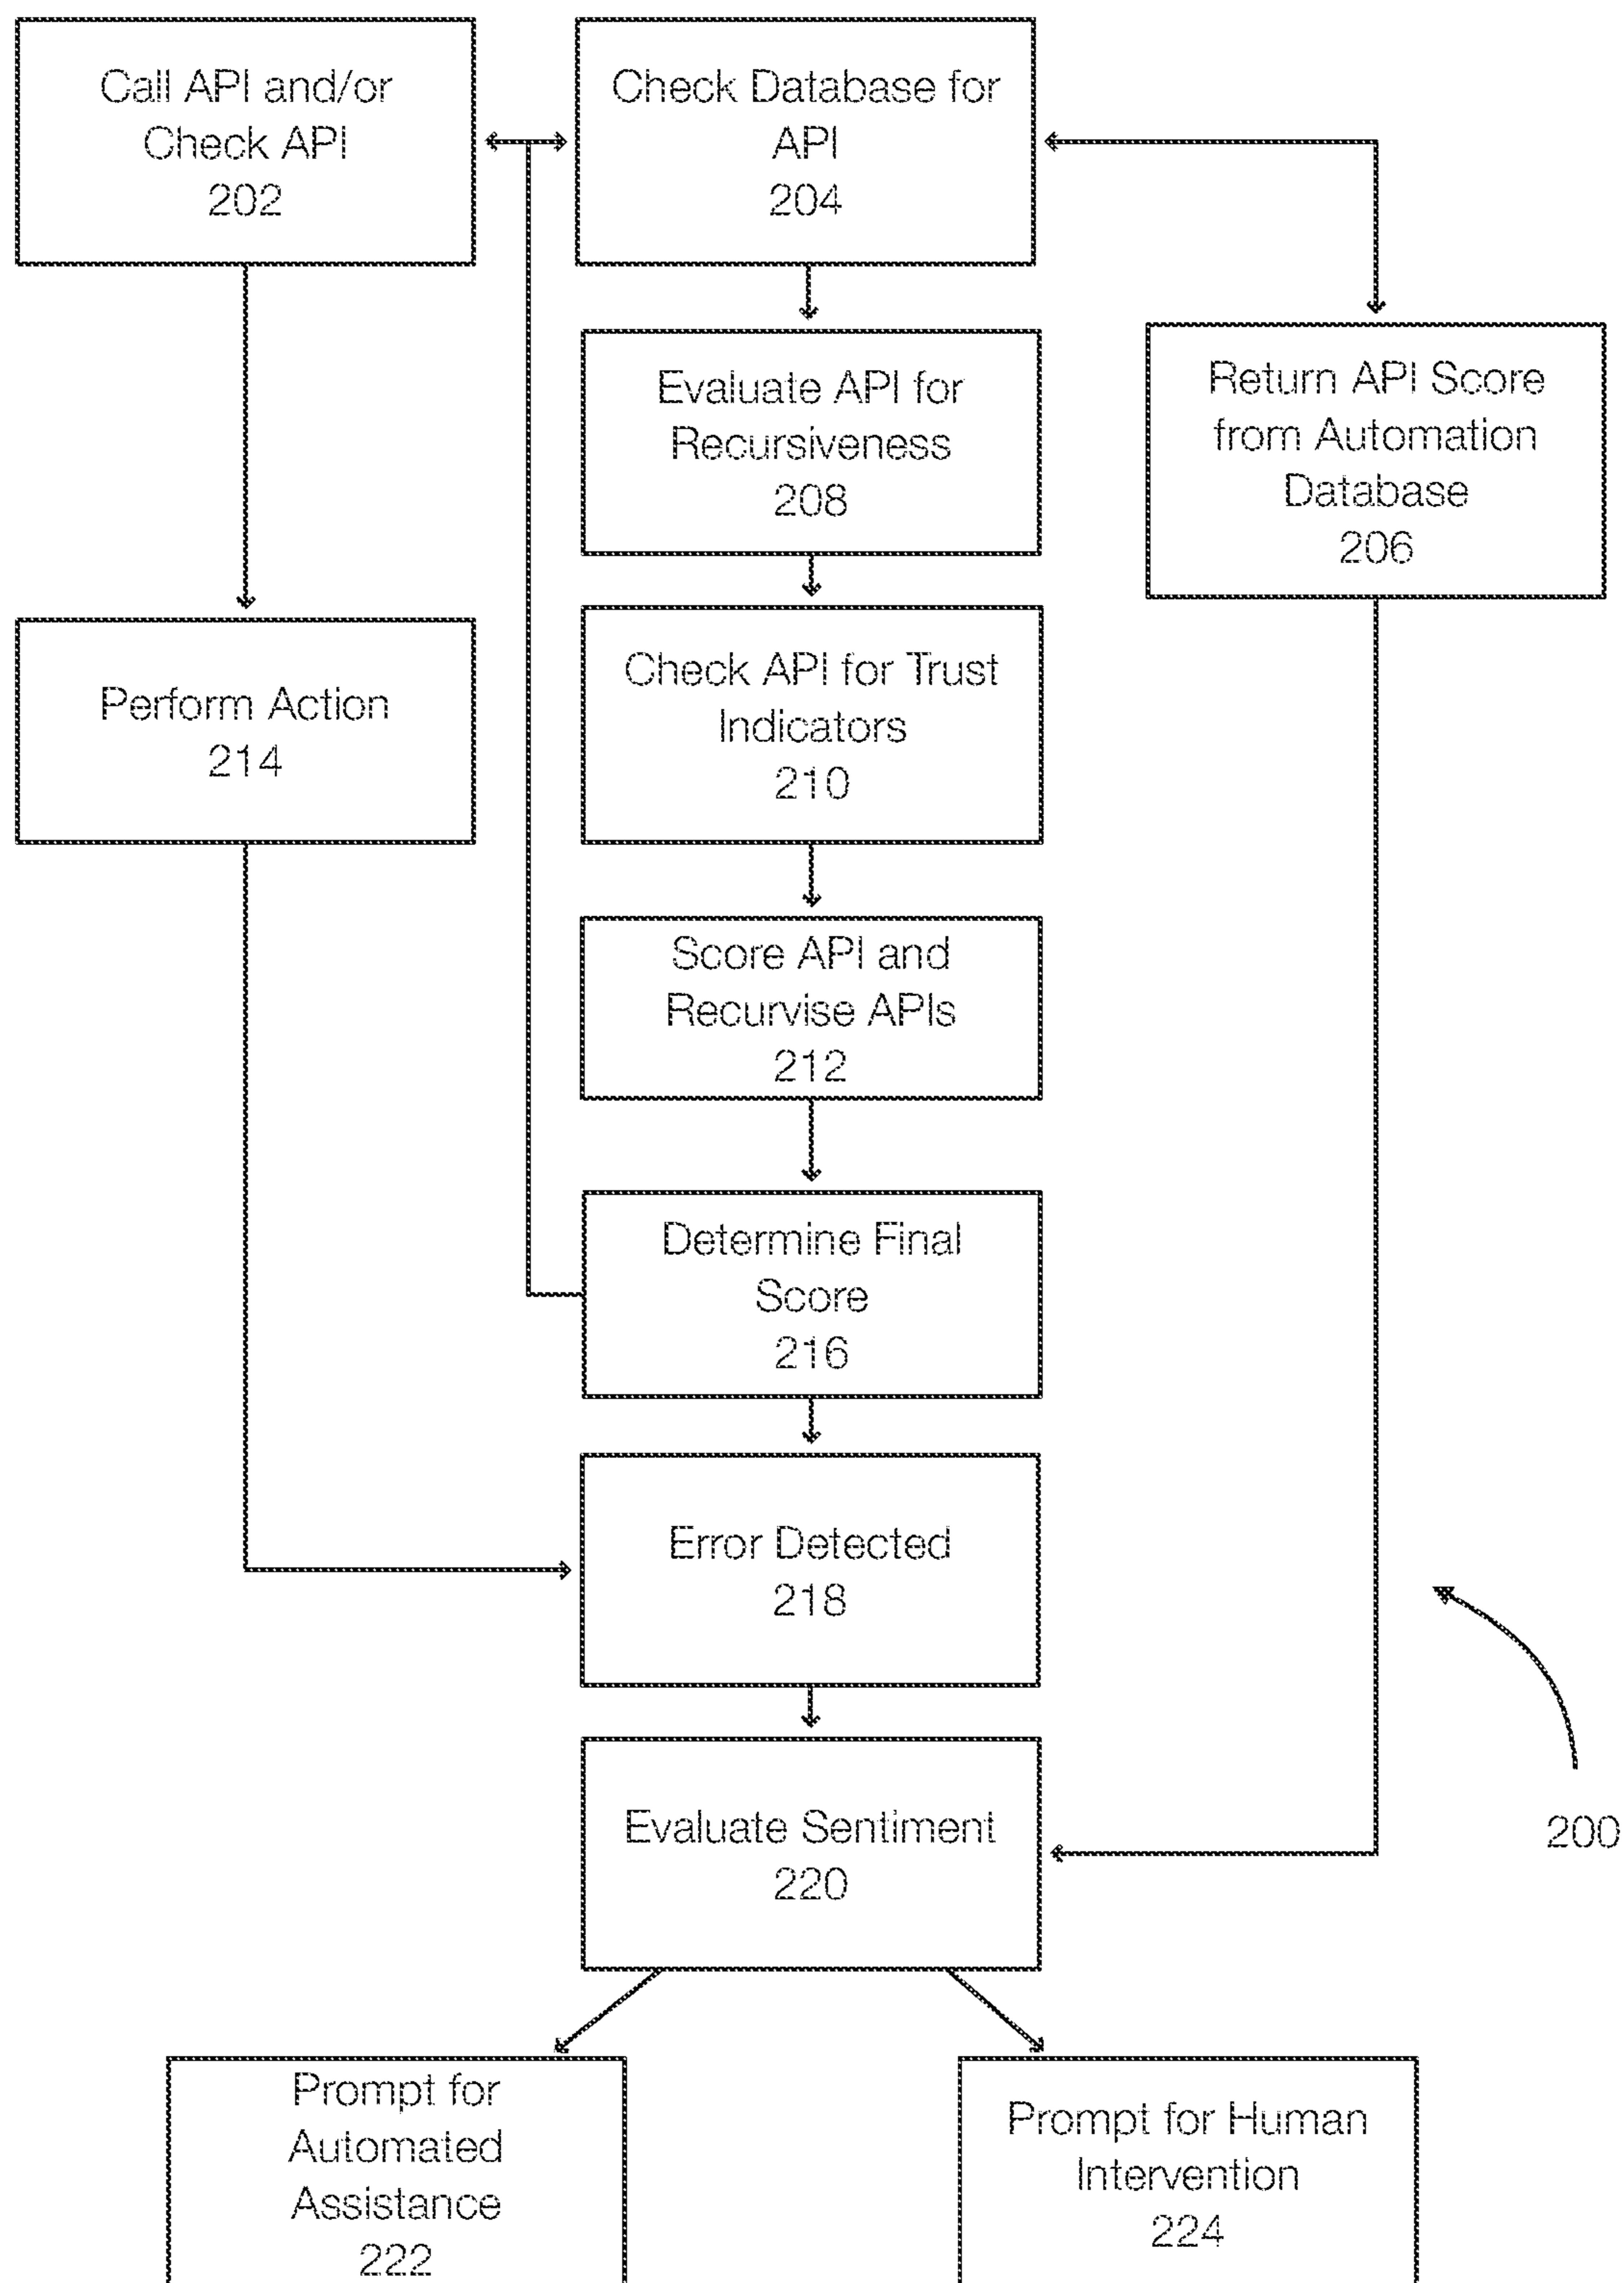 Call API and/or
Check API
202
Check Database for
API
204
Evaluate API for
Recursiveness
208
Return API Score
from Automation
Database
206
Check API for Trust
Indicators
210
Perform Action
214
Score API and
Recurvise APIs
212
Determine Final
Score
216
Error Detected
218
Evaluate Sentiment
220
200
Prompt for
Automated
Assistance
222
Prompt for Human
Intervention
224